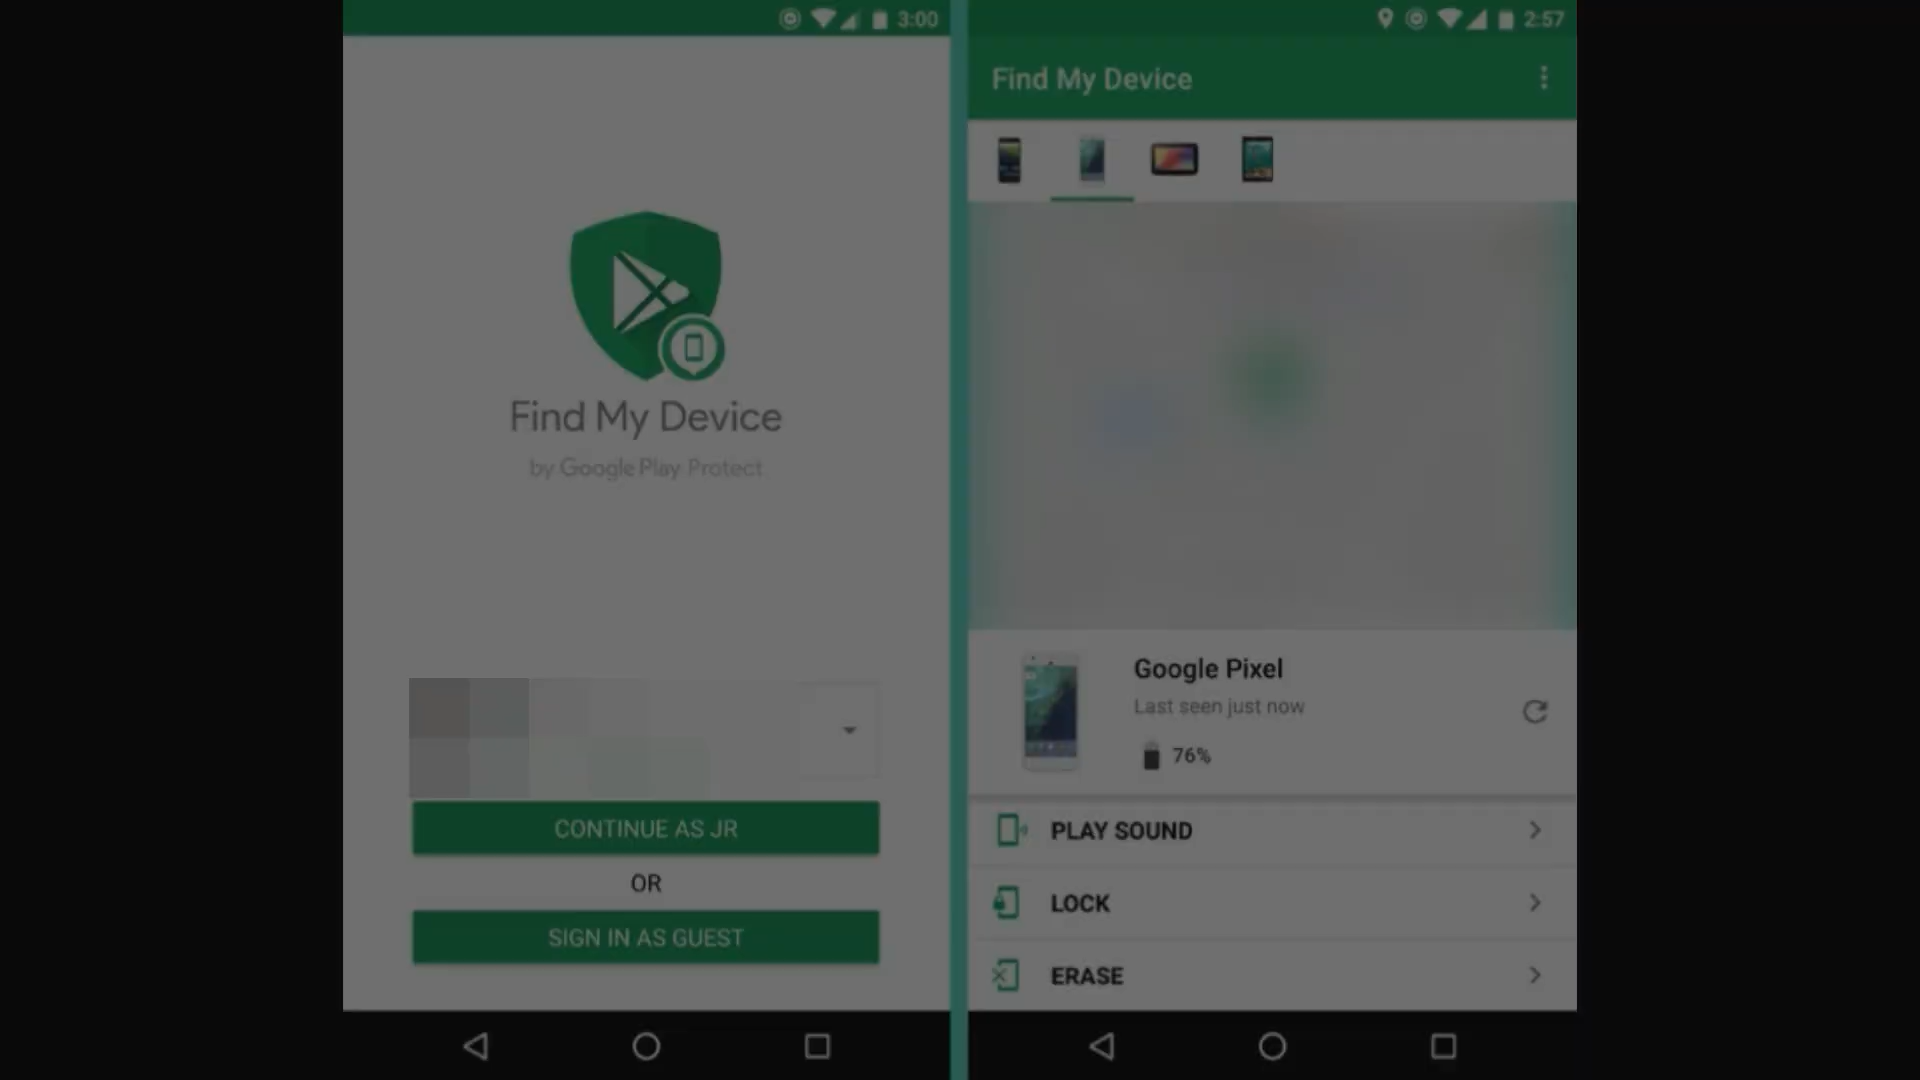 3:00
Find My Device
by Google Play Protect
CONTINUE AS JR
OR
SIGN IN AS GUEST
2:57
Find My Device
Google Pixel
Last seen just now
76%
PLAY SOUND
LOCK
ERASE